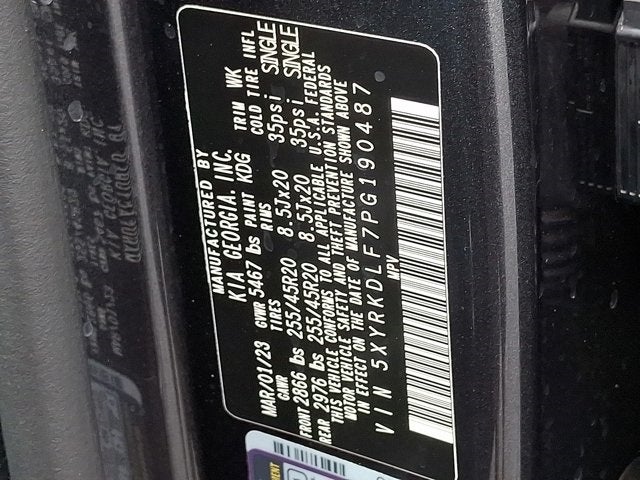 MANUFACTURED BY
KIA GEORGIA, INC.
MAR/01/23 GVWR 5467 lbs PAINT KDG TRIM WK
GAWR TIRES RIMS COLD TIRE INFL
FRONT 2866 lbs 255/45R20 8.5Jx20 35psi SINGLE
REAR 2976 lbs 255/45R20 8.5Jx20 35psi SINGLE
THIS VEHICLE CONFORMS TO ALL APPLICABLE U.S.A. FEDERAL
MOTOR VEHICLE SAFETY AND THEFT PREVENTION STANDARDS
IN EFFECT ON THE DATE OF MANUFACTURE SHOWN ABOVE
VIN 5XYRKDLF7PG190487
MPV